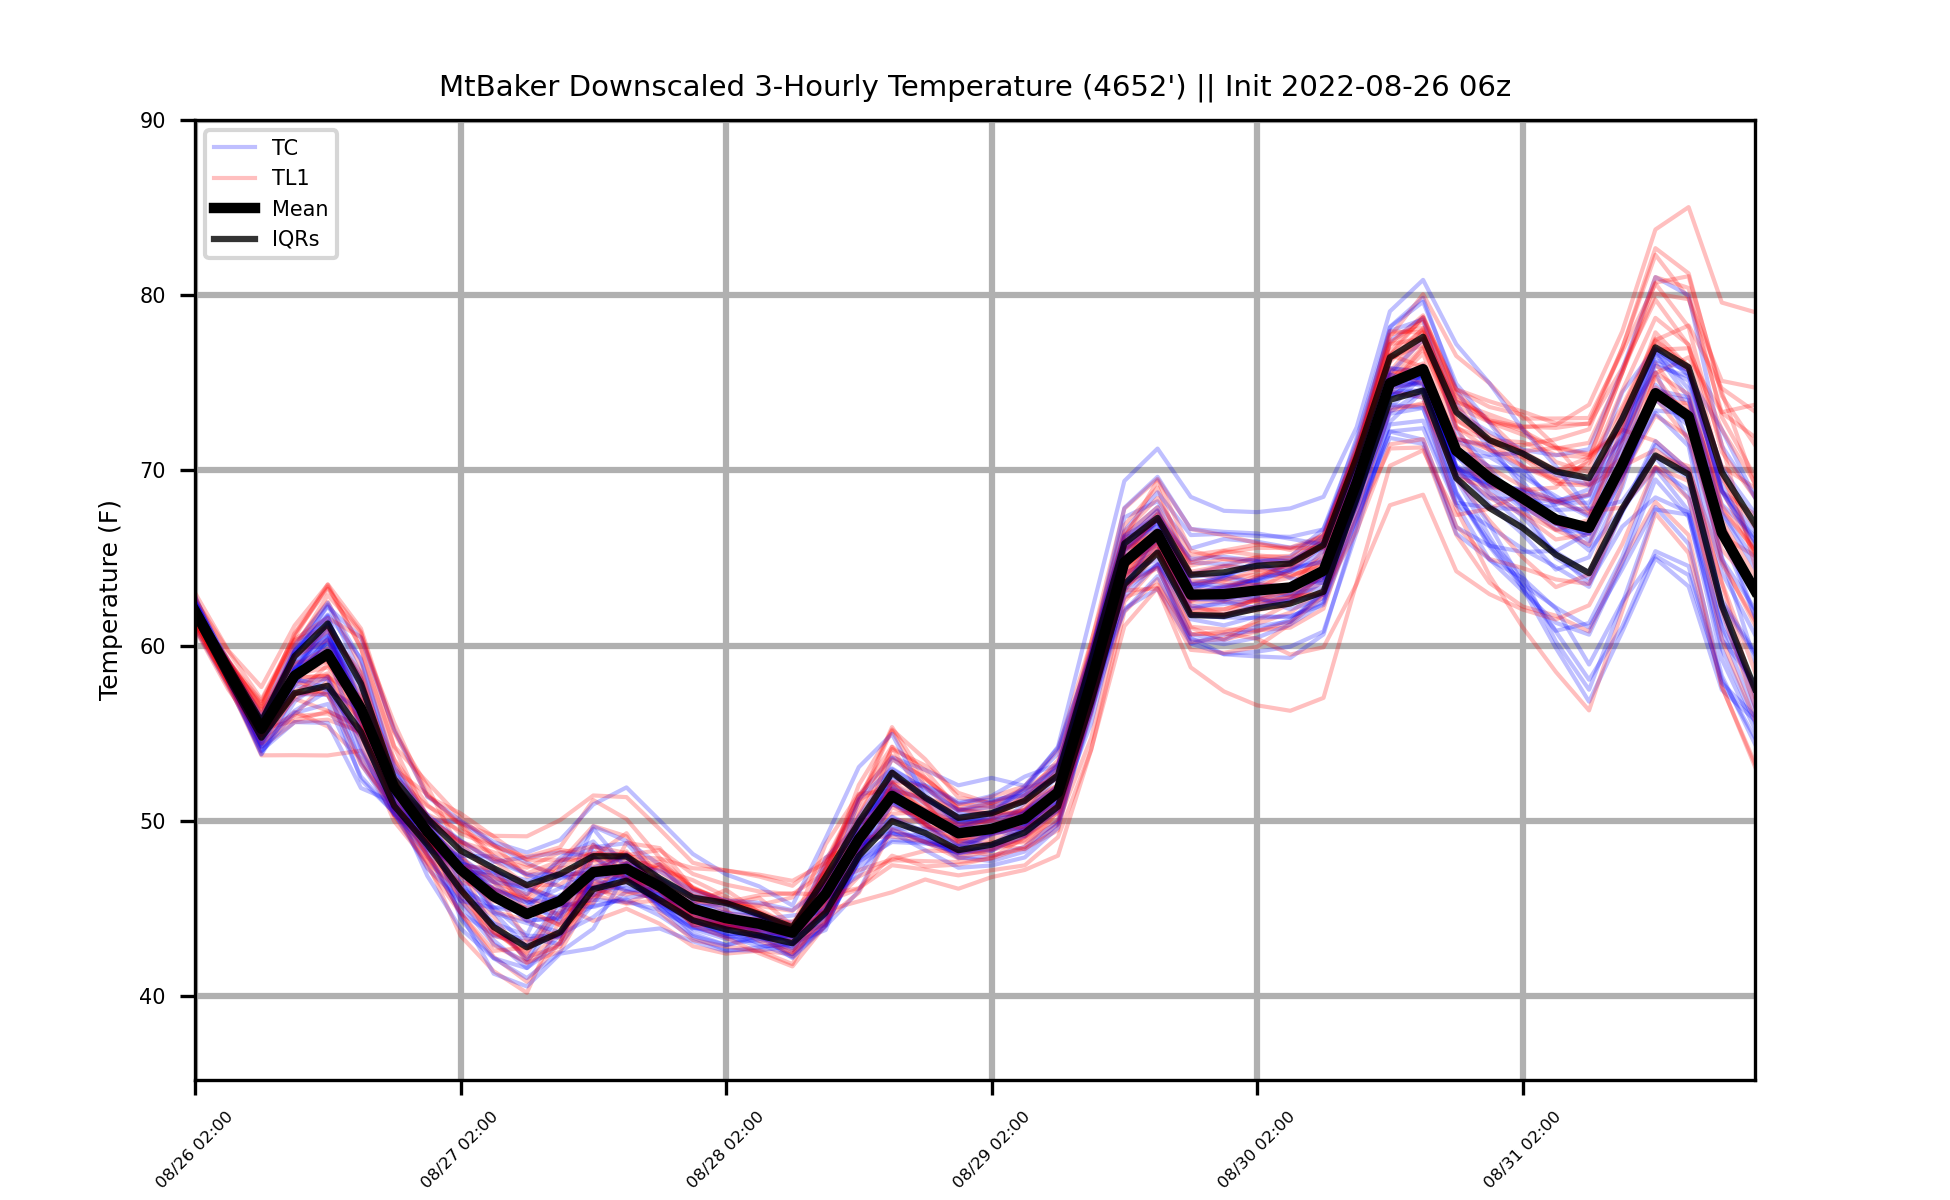 MtBaker Downscaled 3-Hourly Temperature (4652') || Init 2022-08-26 06z
TC
TL1
Mean
IQRs
Temperature (F)
90
80
70
60
50
40
08/26 02:00
08/27 02:00
08/28 02:00
08/29 02:00
08/30 02:00
08/31 02:00